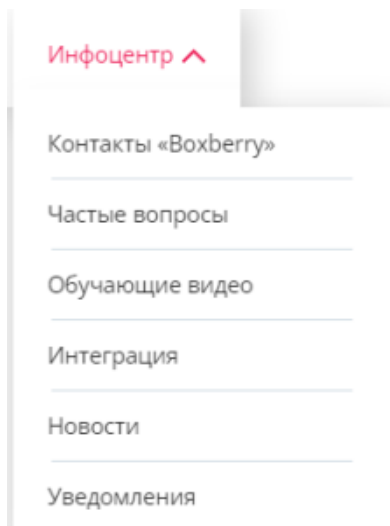 Инфоцентр
Контакты «Boxberry»
Частые вопросы
Обучающие видео
Интеграция
Новости
Уведомления